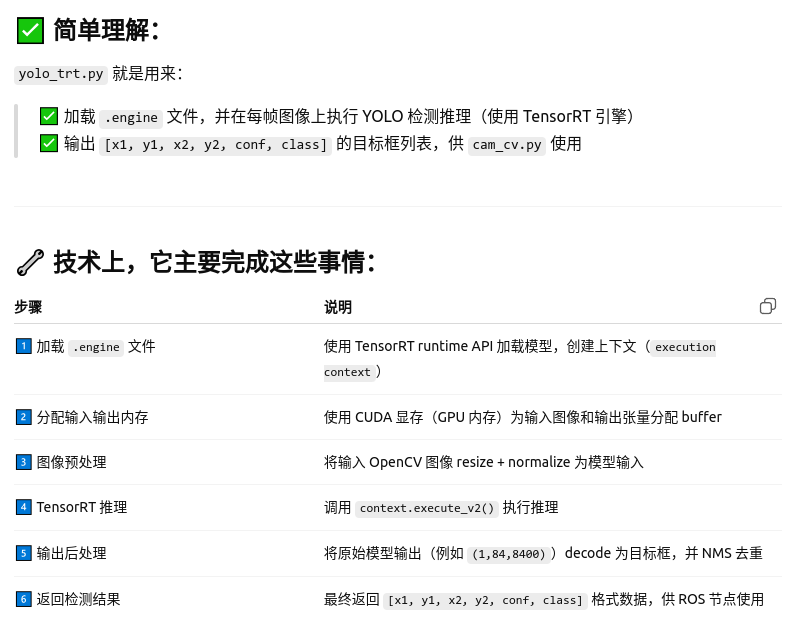 ✅ 简单理解：
yolo_trt.py 就是用来：
✅ 加载 .engine 文件，并在每帧图像上执行 YOLO 检测推理（使用 TensorRT 引擎）
✅ 输出 [x1, y1, x2, y2, conf, class] 的目标框列表，供 cam_cv.py 使用
🔧 技术上，它主要完成这些事情：
步骤 说明
1️⃣ 加载 .engine 文件 使用 TensorRT runtime API 加载模型，创建上下文（execution
context）
2️⃣ 分配输入输出内存 使用 CUDA 显存（GPU 内存）为输入图像和输出张量分配 buffer
3️⃣ 图像预处理 将输入 OpenCV 图像 resize + normalize 为模型输入
4️⃣ TensorRT 推理 调用 context.execute_v2() 执行推理
5️⃣ 输出后处理 将原始模型输出（例如 (1,84,8400)）decode 为目标框，并 NMS 去重
6️⃣ 返回检测结果 最终返回 [x1, y1, x2, y2, conf, class] 格式数据，供 ROS 节点使用